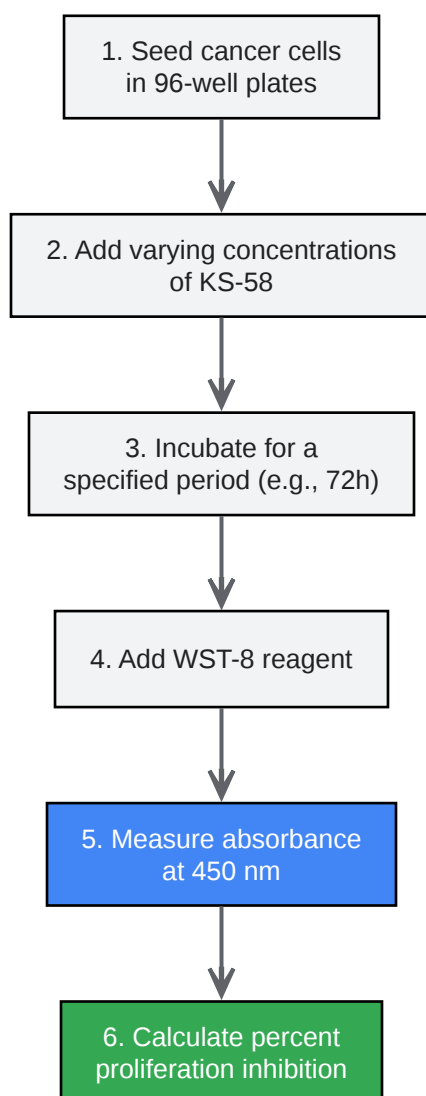 1. Seed cancer cells
in 96-well plates
2. Add varying concentrations
of KS-58
3. Incubate for a
specified period (e.g., 72h)
4. Add WST-8 reagent
5. Measure absorbance
at 450 nm
6. Calculate percent
proliferation inhibition